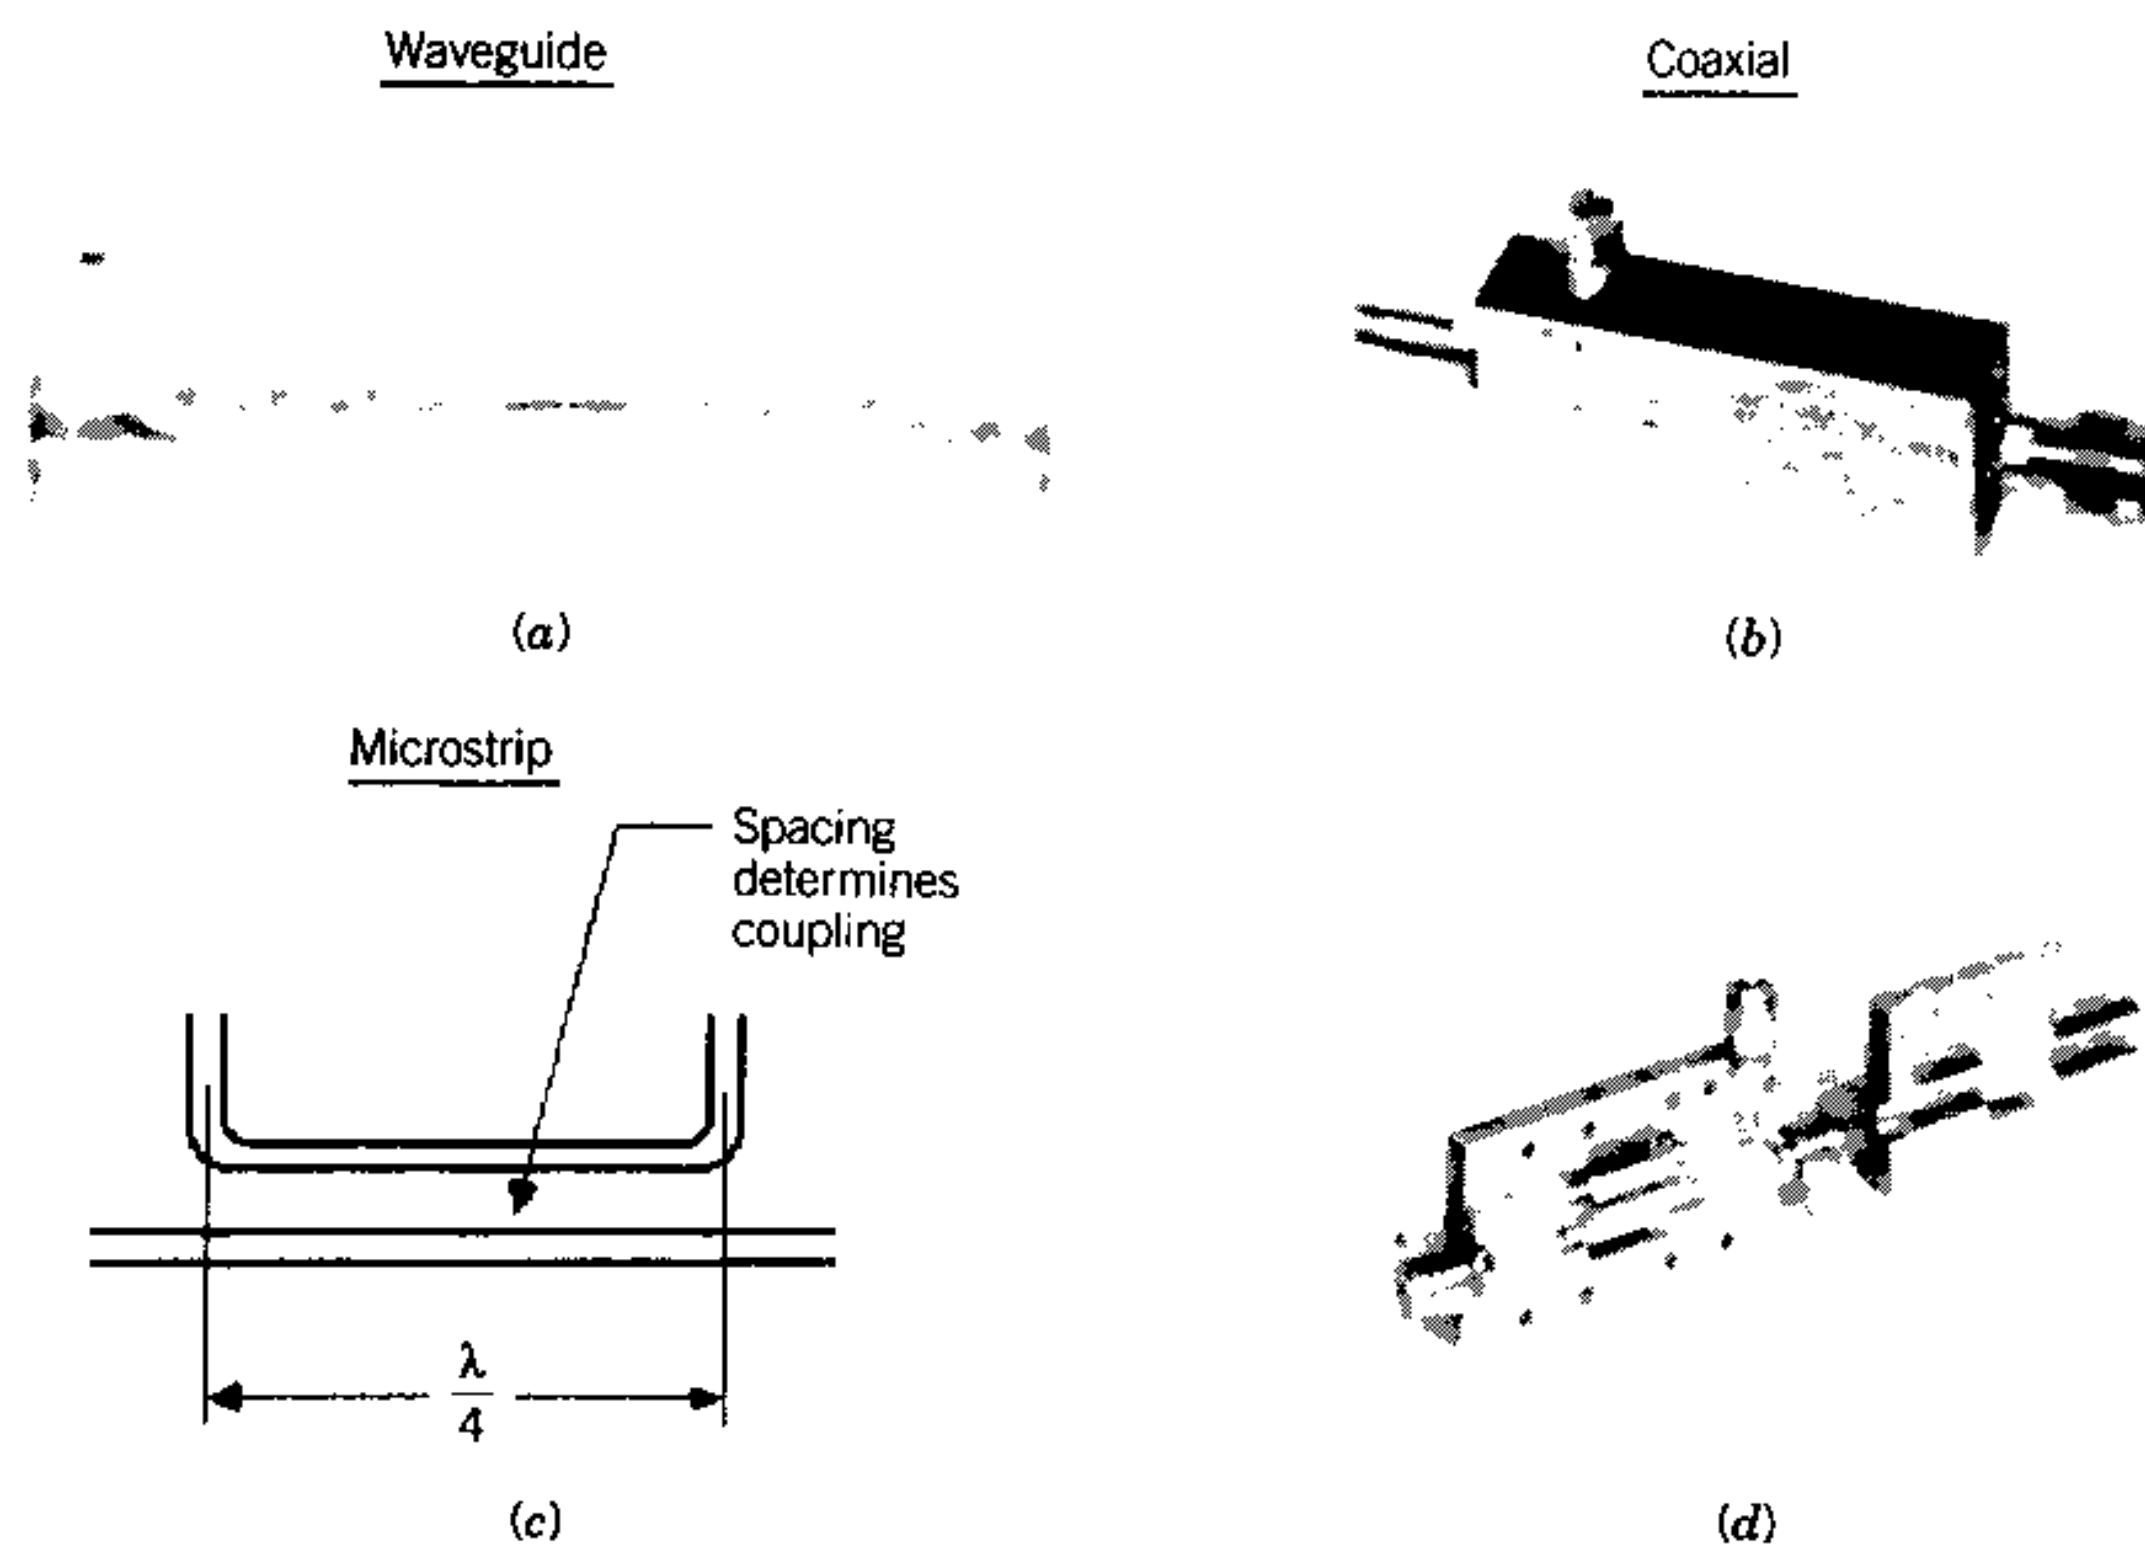 Waveguide
Coaxial
(a)
(b)
Microstrip
Spacing
determines
coupling
λ
4
(c)
(d)